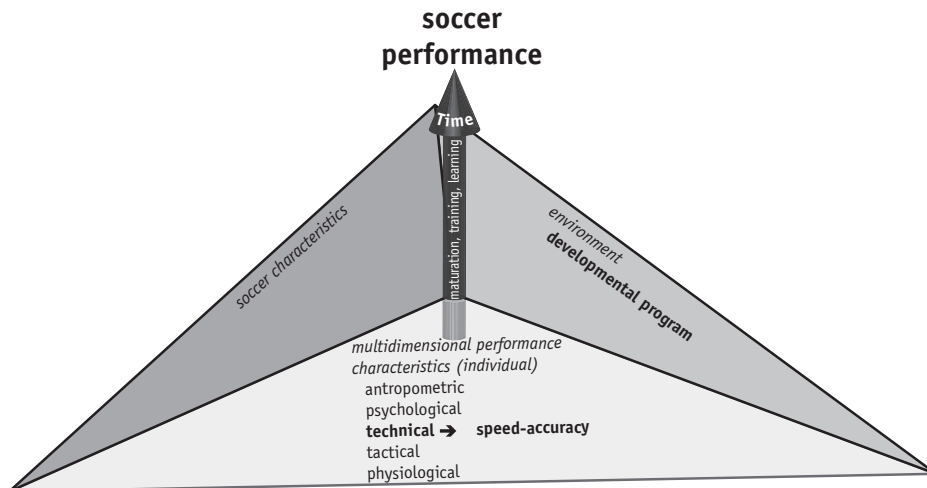 soccer
performance
Time
maturation, training, learning
soccer characteristics
environment
developmental program
multidimensional performance
characteristics (individual)
antropometric
psychological
technical ➔ speed-accuracy
tactical
physiological